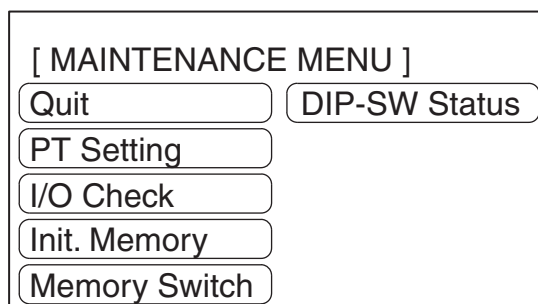 [ MAINTENANCE MENU ]
Quit
DIP-SW Status
PT Setting
I/O Check
Init. Memory
Memory Switch